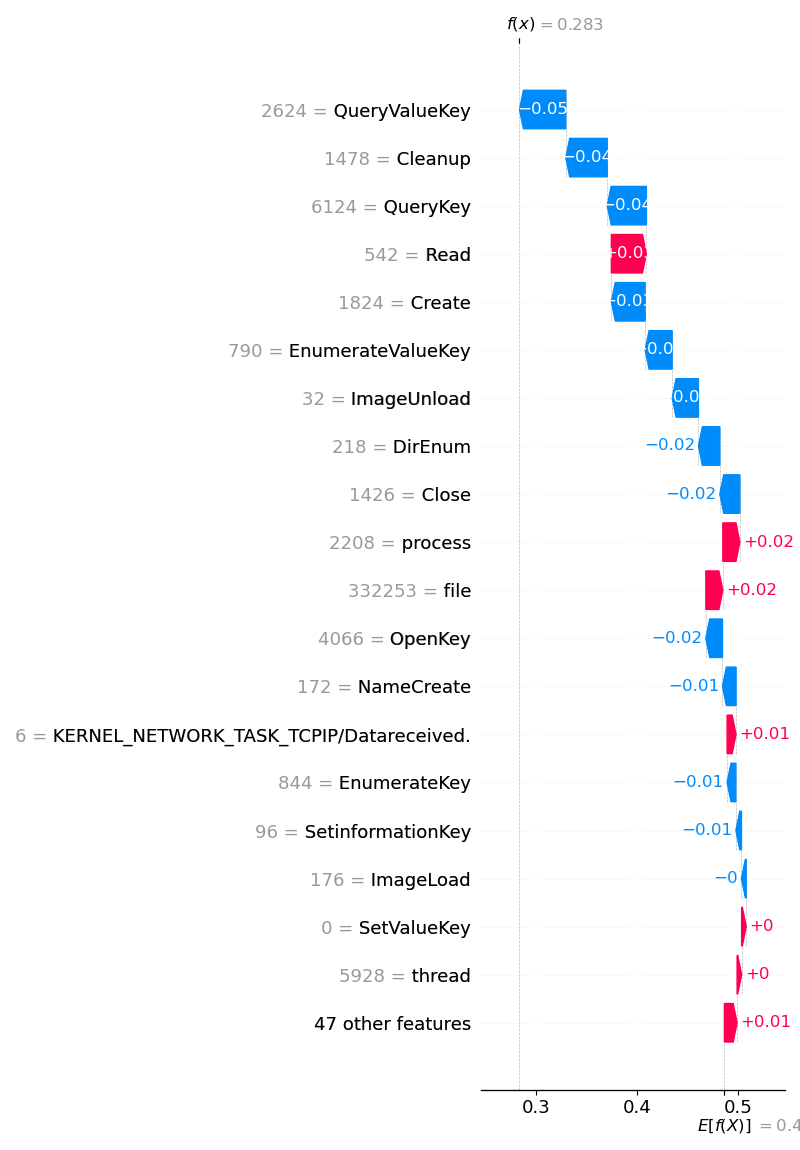 f(x) = 0.283
2624 = QueryValueKey −0.05
1478 = Cleanup −0.04
6124 = QueryKey −0.04
542 = Read
1824 = Create
790 = EnumerateValueKey
32 = ImageUnload
218 = DirEnum −0.02
1426 = Close −0.02
2208 = process +0.02
332253 = file +0.02
4066 = OpenKey −0.02
172 = NameCreate −0.01
6 = KERNEL_NETWORK_TASK_TCPIP/Datareceived. +0.01
844 = EnumerateKey −0.01
96 = SetinformationKey −0.01
176 = ImageLoad −0
0 = SetValueKey +0
5928 = thread +0
47 other features +0.01
0.3 0.4 0.5
E[f(X)] = 0.4